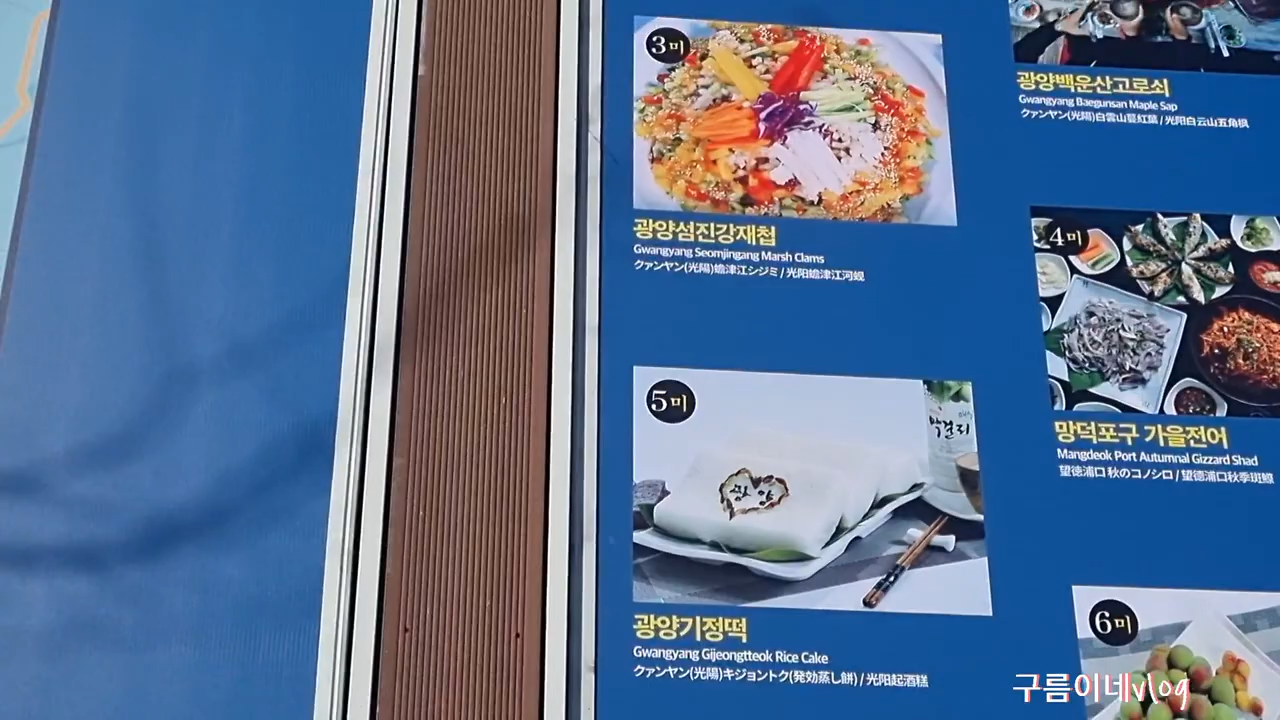 3미
광양섬진강재첩
Gwangyang Seomjingang Marsh Clams
クァンヤン(光陽)蟾津江シジミ / 光阳蟾津江河蚬
5미
광양
막걸리
광양기정떡
Gwangyang Gijeongtteok Rice Cake
クァンヤン(光陽)キジョントク(発効蒸し餅) / 光阳起酒糕
광양백운산고로쇠
Gwangyang Baegunsan Maple Sap
クァンヤン(光陽)白雲山蔓紅葉 / 光阳白云山五角枫
4미
망덕포구 가을전어
Mangdeok Port Autumnal Gizzard Shad
望徳浦口 秋のコノシロ / 望德浦口秋季斑鰶
6미
구름이네vlog